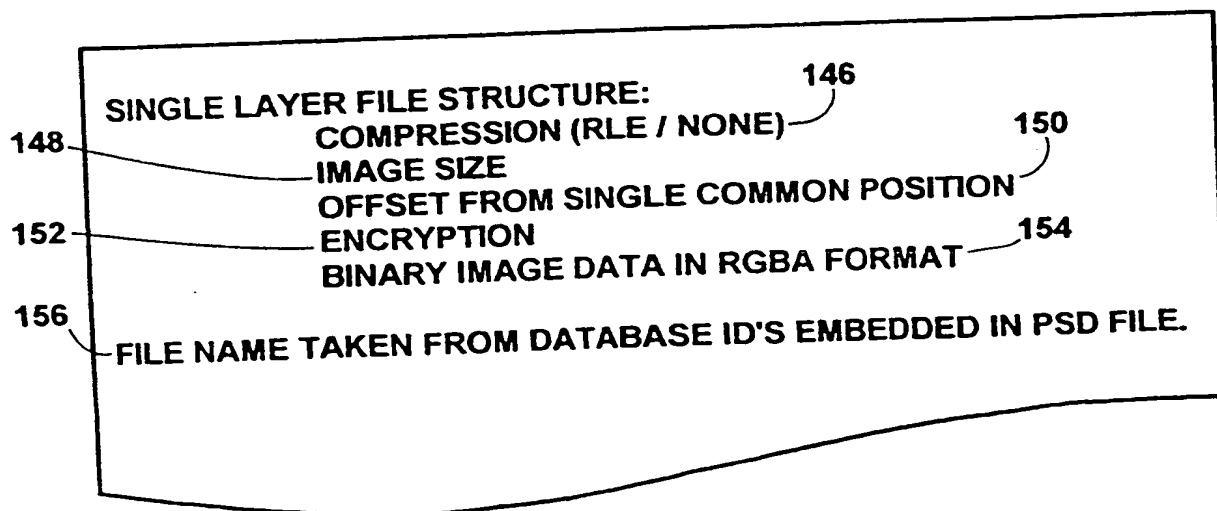 SINGLE LAYER FILE STRUCTURE:
COMPRESSION (RLE / NONE) 146
148 IMAGE SIZE
OFFSET FROM SINGLE COMMON POSITION 150
152 ENCRYPTION
BINARY IMAGE DATA IN RGBA FORMAT 154
156 FILE NAME TAKEN FROM DATABASE ID'S EMBEDDED IN PSD FILE.